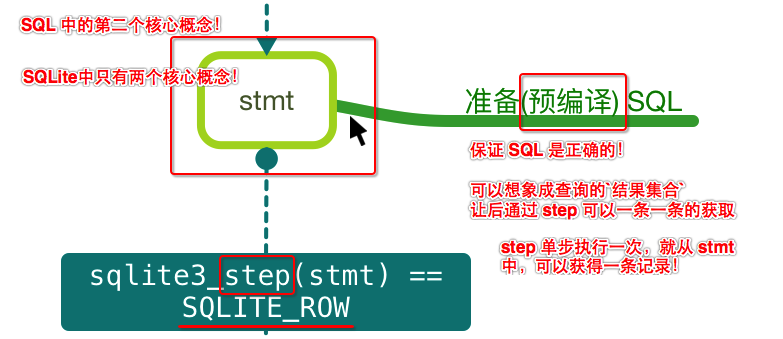 SQL 中的第二个核心概念！
SQLite中只有两个核心概念！
stmt
准备(预编译) SQL
保证 SQL 是正确的！
可以想象成查询的`结果集合`
让后通过 step 可以一条一条的获取
step 单步执行一次，就从 stmt
中，可以获得一条记录！
sqlite3_step(stmt) ==
SQLITE_ROW